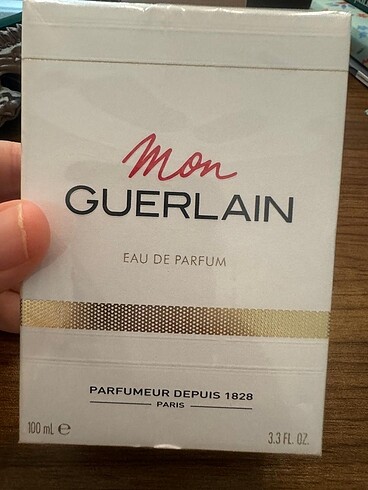 Mon
GUERLAIN
EAU DE PARFUM
PARFUMEUR DEPUIS 1828
PARIS
100 mL ℮
3.3 FL. OZ.